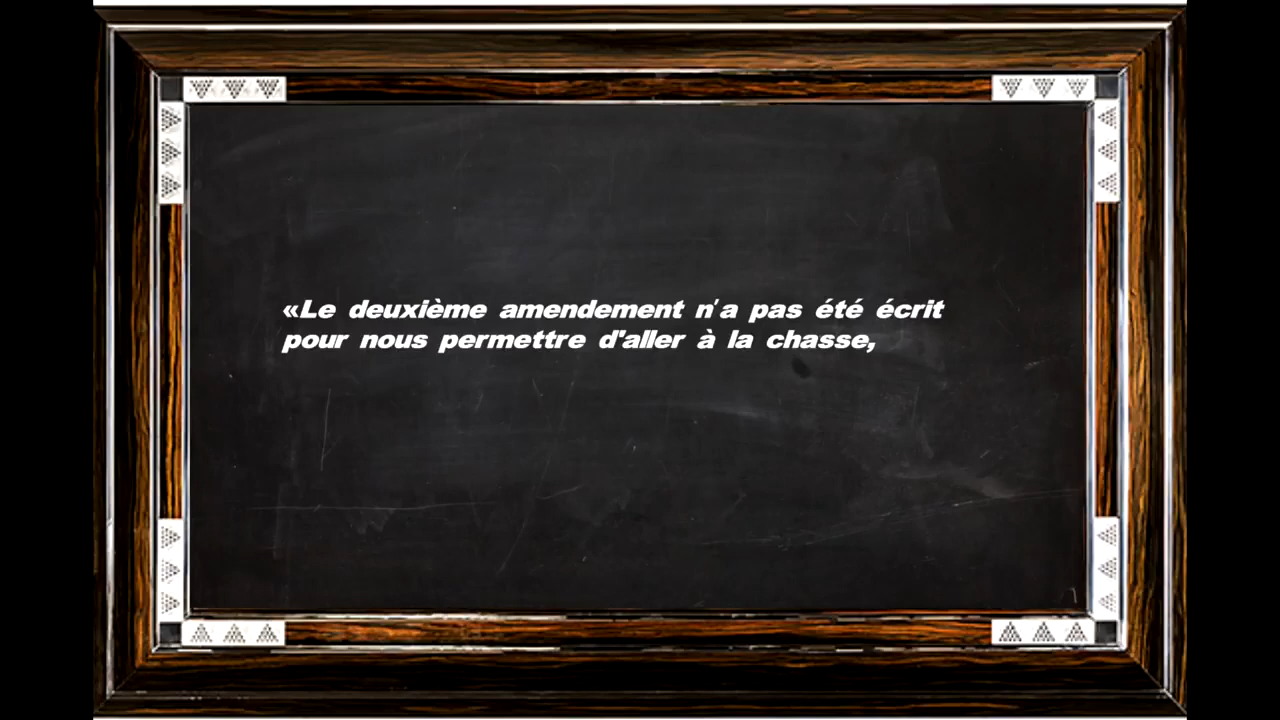 «Le deuxième amendement n'a pas été écrit
pour nous permettre d'aller à la chasse,